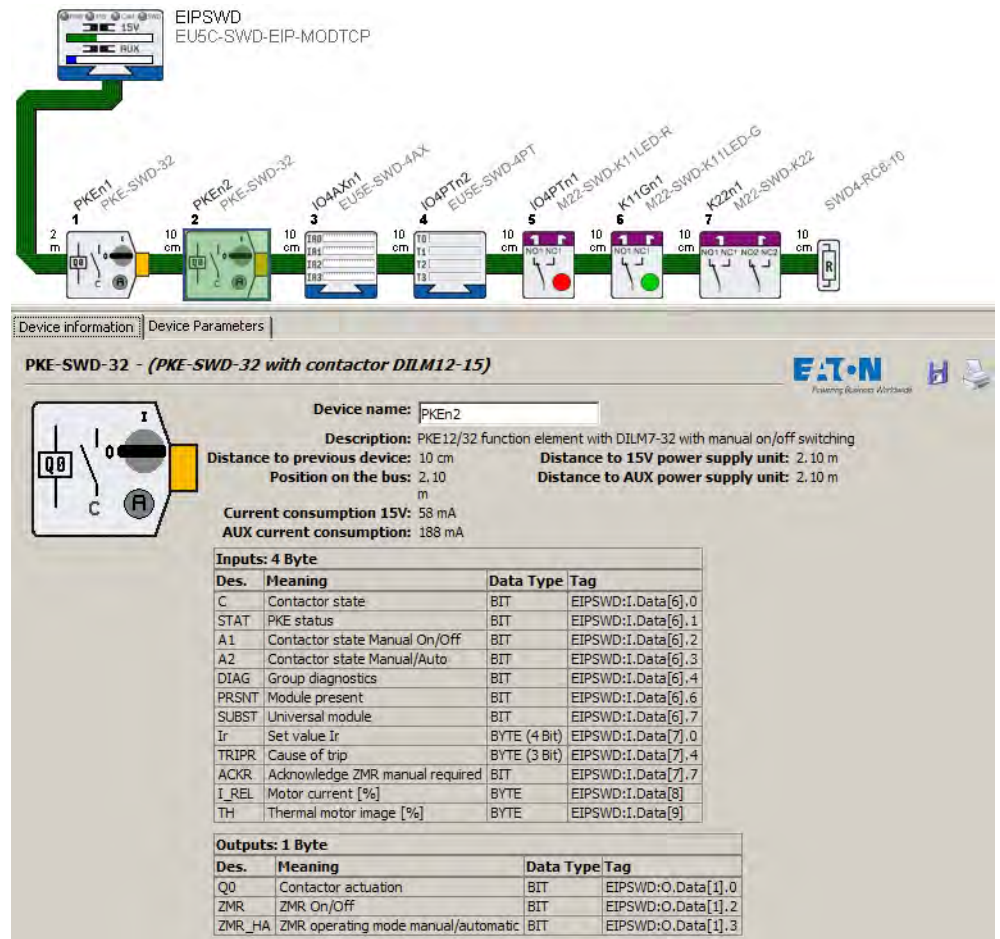 POW MS Con SWD
EIPSWD
15V
EU5C-SWD-EIP-MODTCP
AUX
PKEn1 PKE-SWD-32
PKEn2 PKE-SWD-32
IO4AXn1 EU5E-SWD-4AX
IO4PTn2 EU5E-SWD-4PT
IO4PTn1 M22-SWD-K11LED-R
K11Gn1 M22-SWD-K11LED-G
K22n1 M22-SWD-K22
SWD4-RC8-10
1 2 3 4 5 6 7
2 m 10 cm 10 cm 10 cm 10 cm 10 cm 10 cm 10 cm
I 0 Q0 C A
I 0 Q0 C A
IA0
IA1
IA2
IA3
T0
T1
T2
T3
NO1 NC1
NO1 NC1
NO1 NC1 NO2 NC2
R
Device information Device Parameters
PKE-SWD-32 - (PKE-SWD-32 with contactor DILM12-15)
EATON
Powering Business Worldwide
I 0 Q0 C A
Device name: PKEn2
Description: PKE12/32 function element with DILM7-32 with manual on/off switching
Distance to previous device: 10 cm Distance to 15V power supply unit: 2.10 m
Position on the bus: 2.10 m Distance to AUX power supply unit: 2.10 m
Current consumption 15V: 58 mA
AUX current consumption: 188 mA
Inputs: 4 Byte
Des. Meaning Data Type Tag
C Contactor state BIT EIPSWD:I.Data[6].0
STAT PKE status BIT EIPSWD:I.Data[6].1
A1 Contactor state Manual On/Off BIT EIPSWD:I.Data[6].2
A2 Contactor state Manual/Auto BIT EIPSWD:I.Data[6].3
DIAG Group diagnostics BIT EIPSWD:I.Data[6].4
PRSNT Module present BIT EIPSWD:I.Data[6].6
SUBST Universal module BIT EIPSWD:I.Data[6].7
Ir Set value Ir BYTE (4 Bit) EIPSWD:I.Data[7].0
TRIPR Cause of trip BYTE (3 Bit) EIPSWD:I.Data[7].4
ACKR Acknowledge ZMR manual required BIT EIPSWD:I.Data[7].7
I_REL Motor current [%] BYTE EIPSWD:I.Data[8]
TH Thermal motor image [%] BYTE EIPSWD:I.Data[9]
Outputs: 1 Byte
Des. Meaning Data Type Tag
Q0 Contactor actuation BIT EIPSWD:O.Data[1].0
ZMR ZMR On/Off BIT EIPSWD:O.Data[1].2
ZMR_HA ZMR operating mode manual/automatic BIT EIPSWD:O.Data[1].3